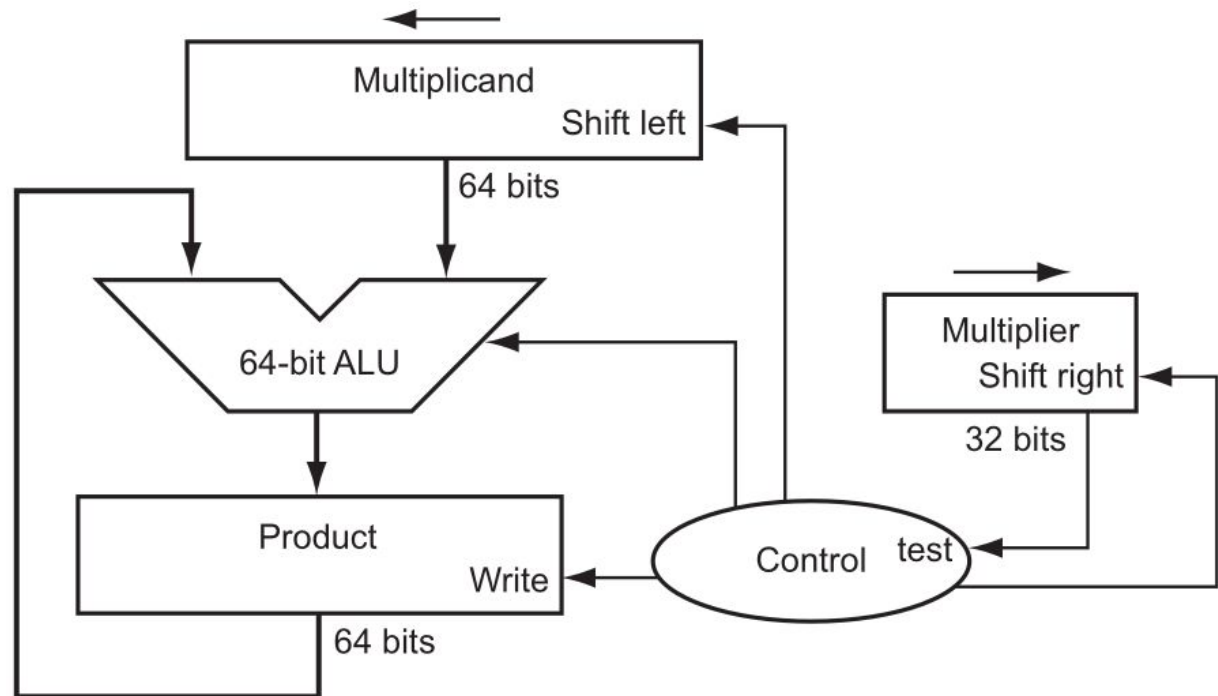 Multiplicand
Shift left
64 bits
64-bit ALU
Multiplier
Shift right
32 bits
Product
Write
Control
test
64 bits